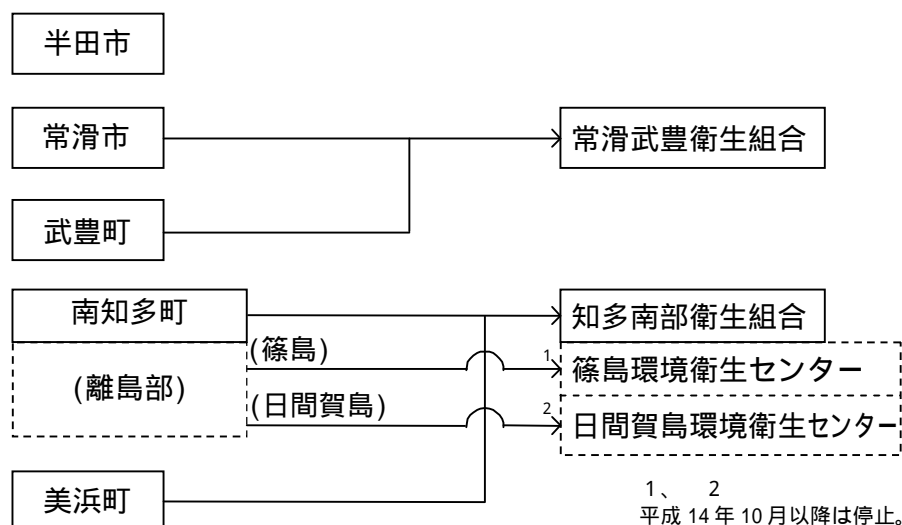 半田市
常滑市
常滑武豊衛生組合
武豊町
南知多町
知多南部衛生組合
(篠島)
1
篠島環境衛生センター
(離島部)
(日間賀島)
2
日間賀島環境衛生センター
美浜町
1、 2
平成14年10月以降は停止。